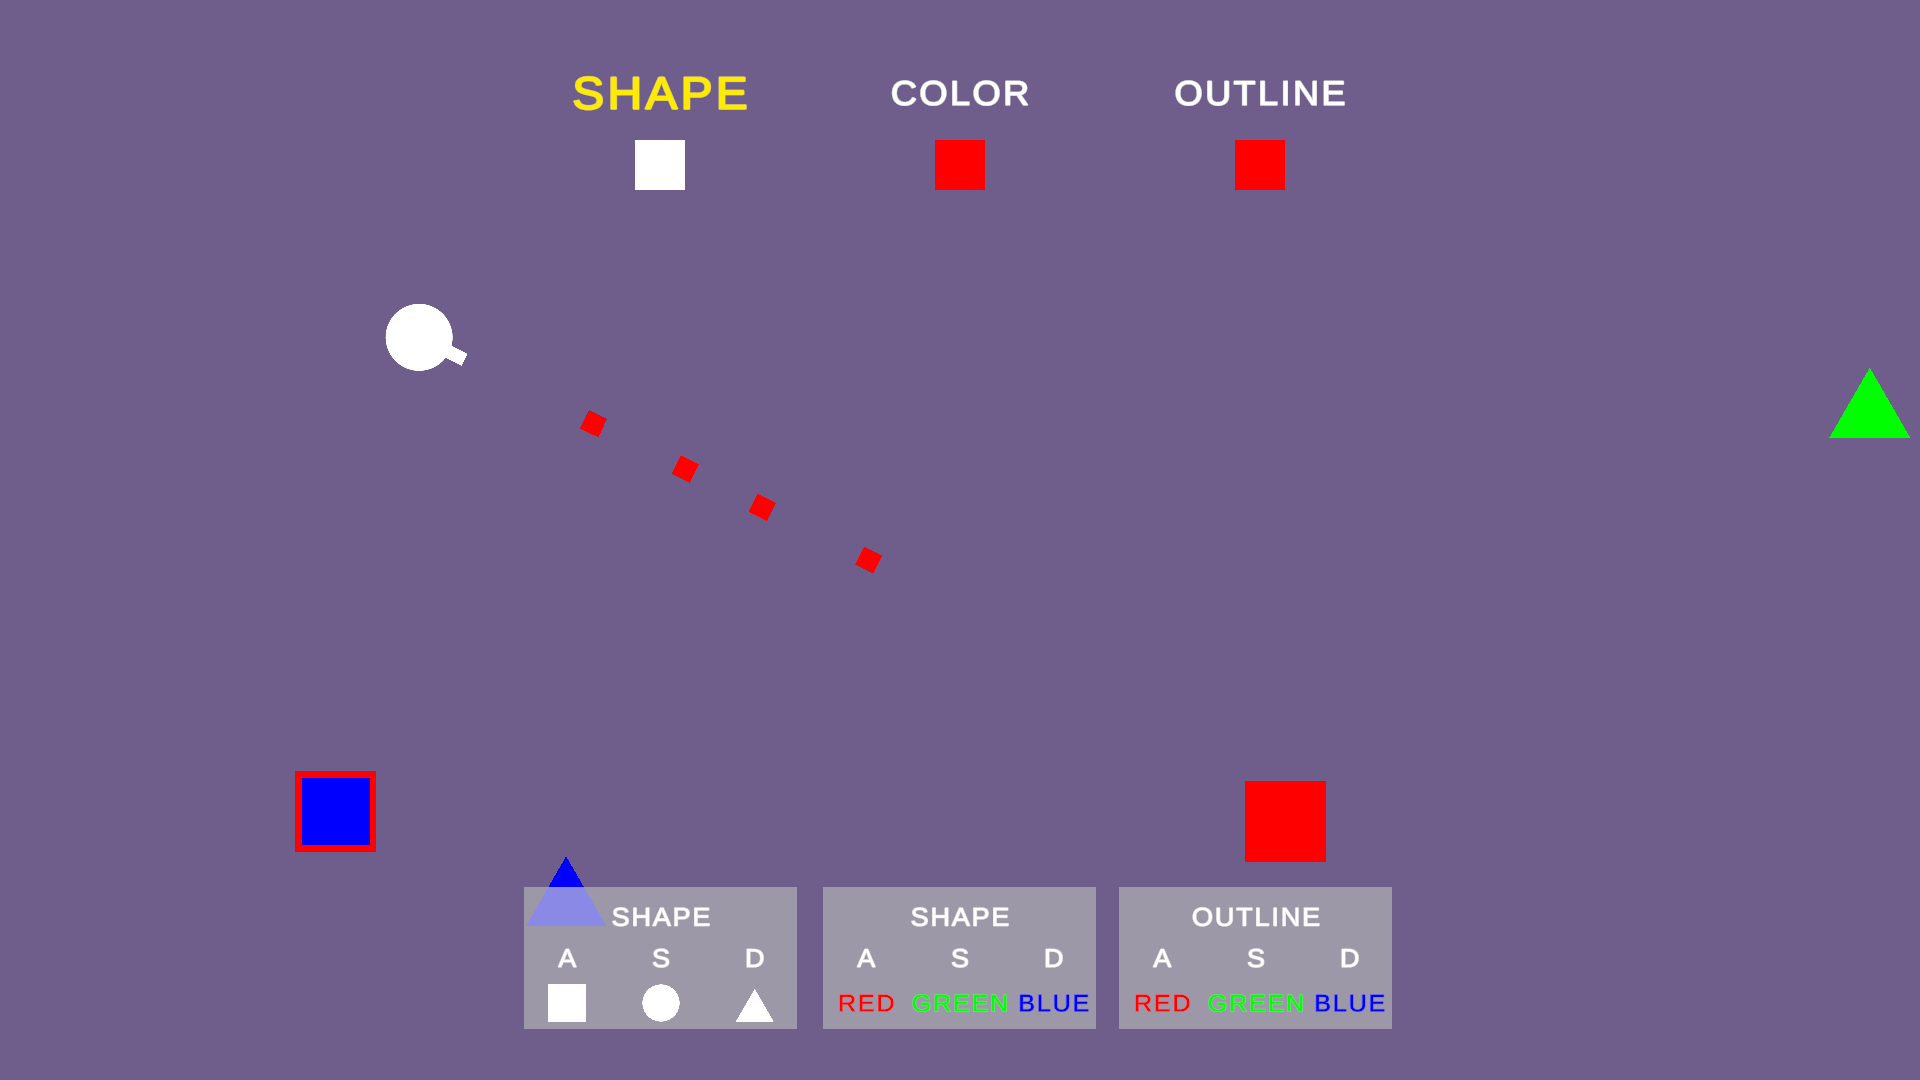 SHAPE COLOR OUTLINE
SHAPE SHAPE OUTLINE
A S D A S D A S D
RED GREEN BLUE RED GREEN BLUE